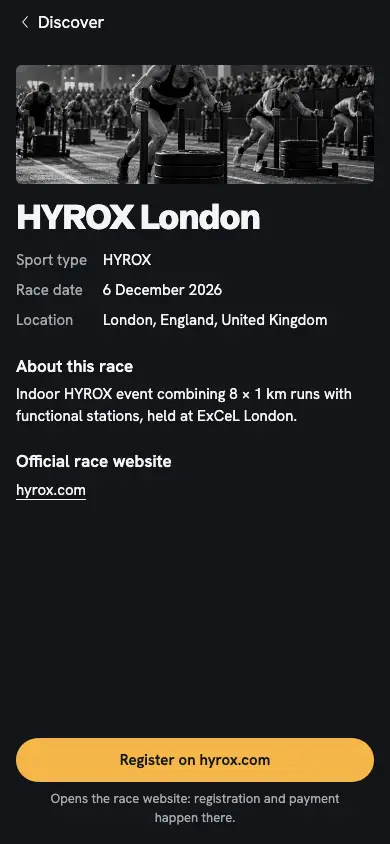 Discover
HYROX London
Sport type HYROX
Race date 6 December 2026
Location London, England, United Kingdom
About this race
Indoor HYROX event combining 8 × 1 km runs with
functional stations, held at ExCeL London.
Official race website
hyrox.com
Register on hyrox.com
Opens the race website: registration and payment
happen there.